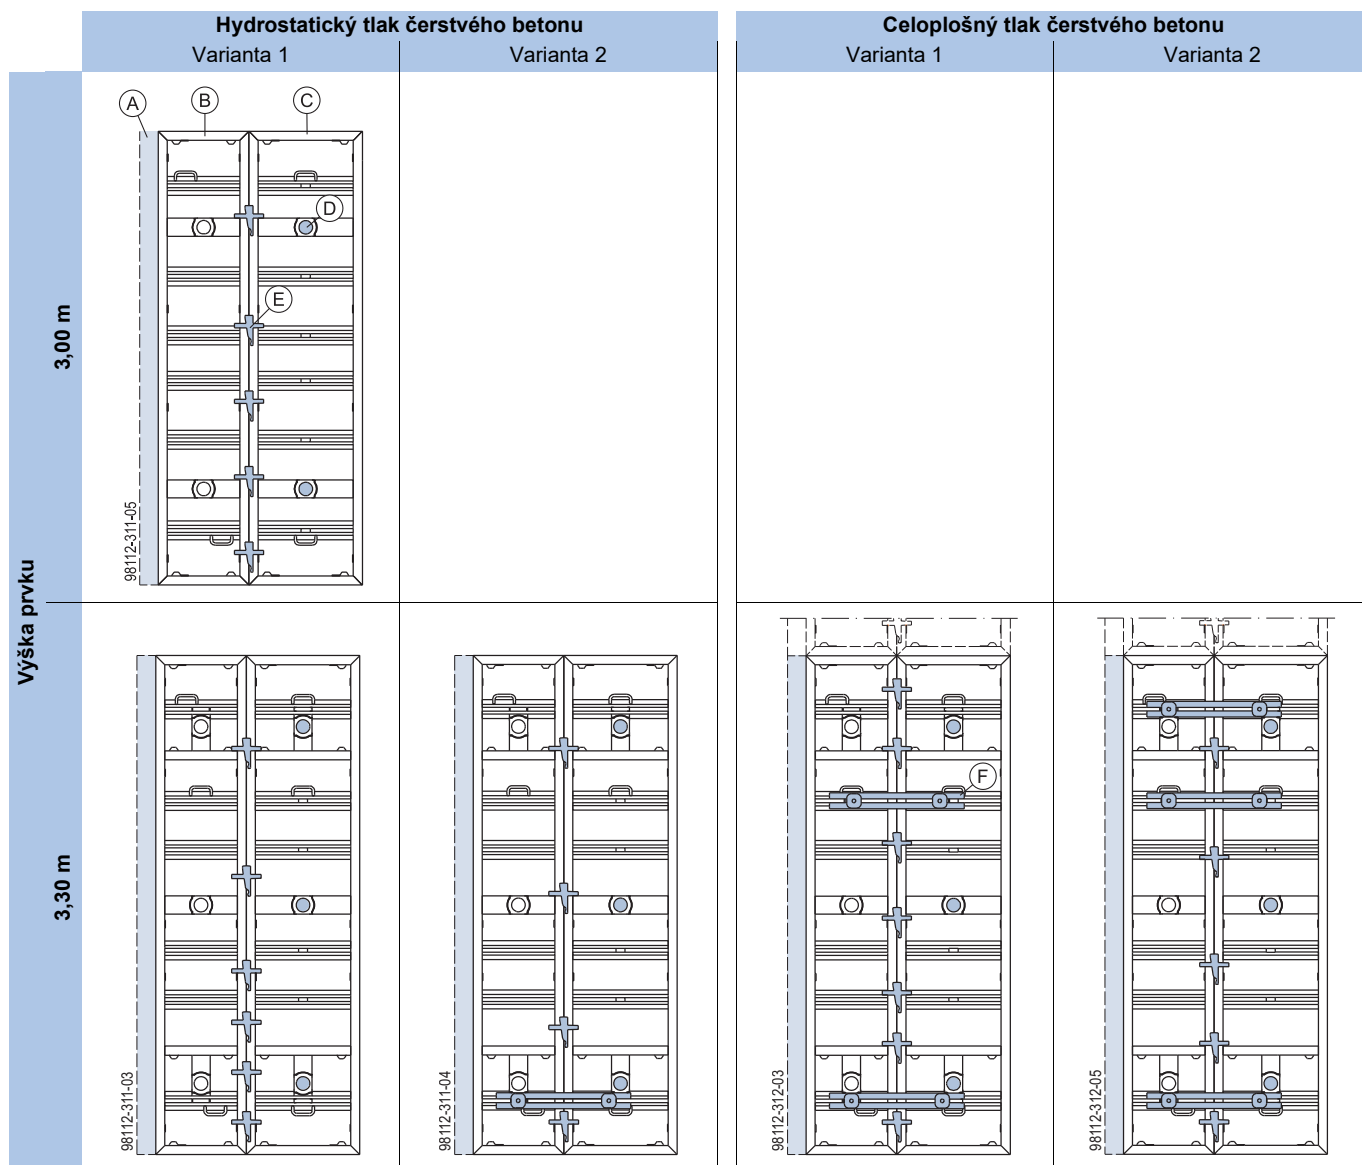 Hydrostatický tlak čerstvého betonu
Celoplošný tlak čerstvého betonu
Varianta 1
Varianta 2
Varianta 1
Varianta 2
Výška prvku
3,00 m
A
B
C
D
E
98112-311-05
3,30 m
98112-311-03
98112-311-04
F
98112-312-03
98112-312-05